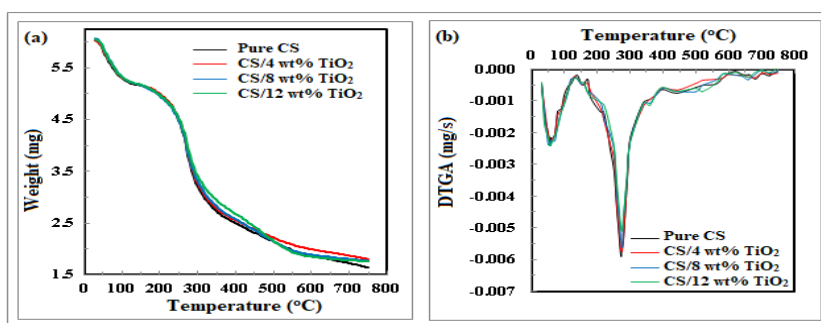 (a)
Pure CS
CS/4 wt% TiO2
CS/8 wt% TiO2
CS/12 wt% TiO2
5.5
4.5
3.5
2.5
1.5
Weight (mg)
0 100 200 300 400 500 600 700 800
Temperature (°C)
(b)
Temperature (°C)
0 100 200 300 400 500 600 700 800
0.000
-0.001
-0.002
-0.003
-0.004
-0.005
-0.006
-0.007
DTGA (mg/s)
Pure CS
CS/4 wt% TiO2
CS/8 wt% TiO2
CS/12 wt% TiO2